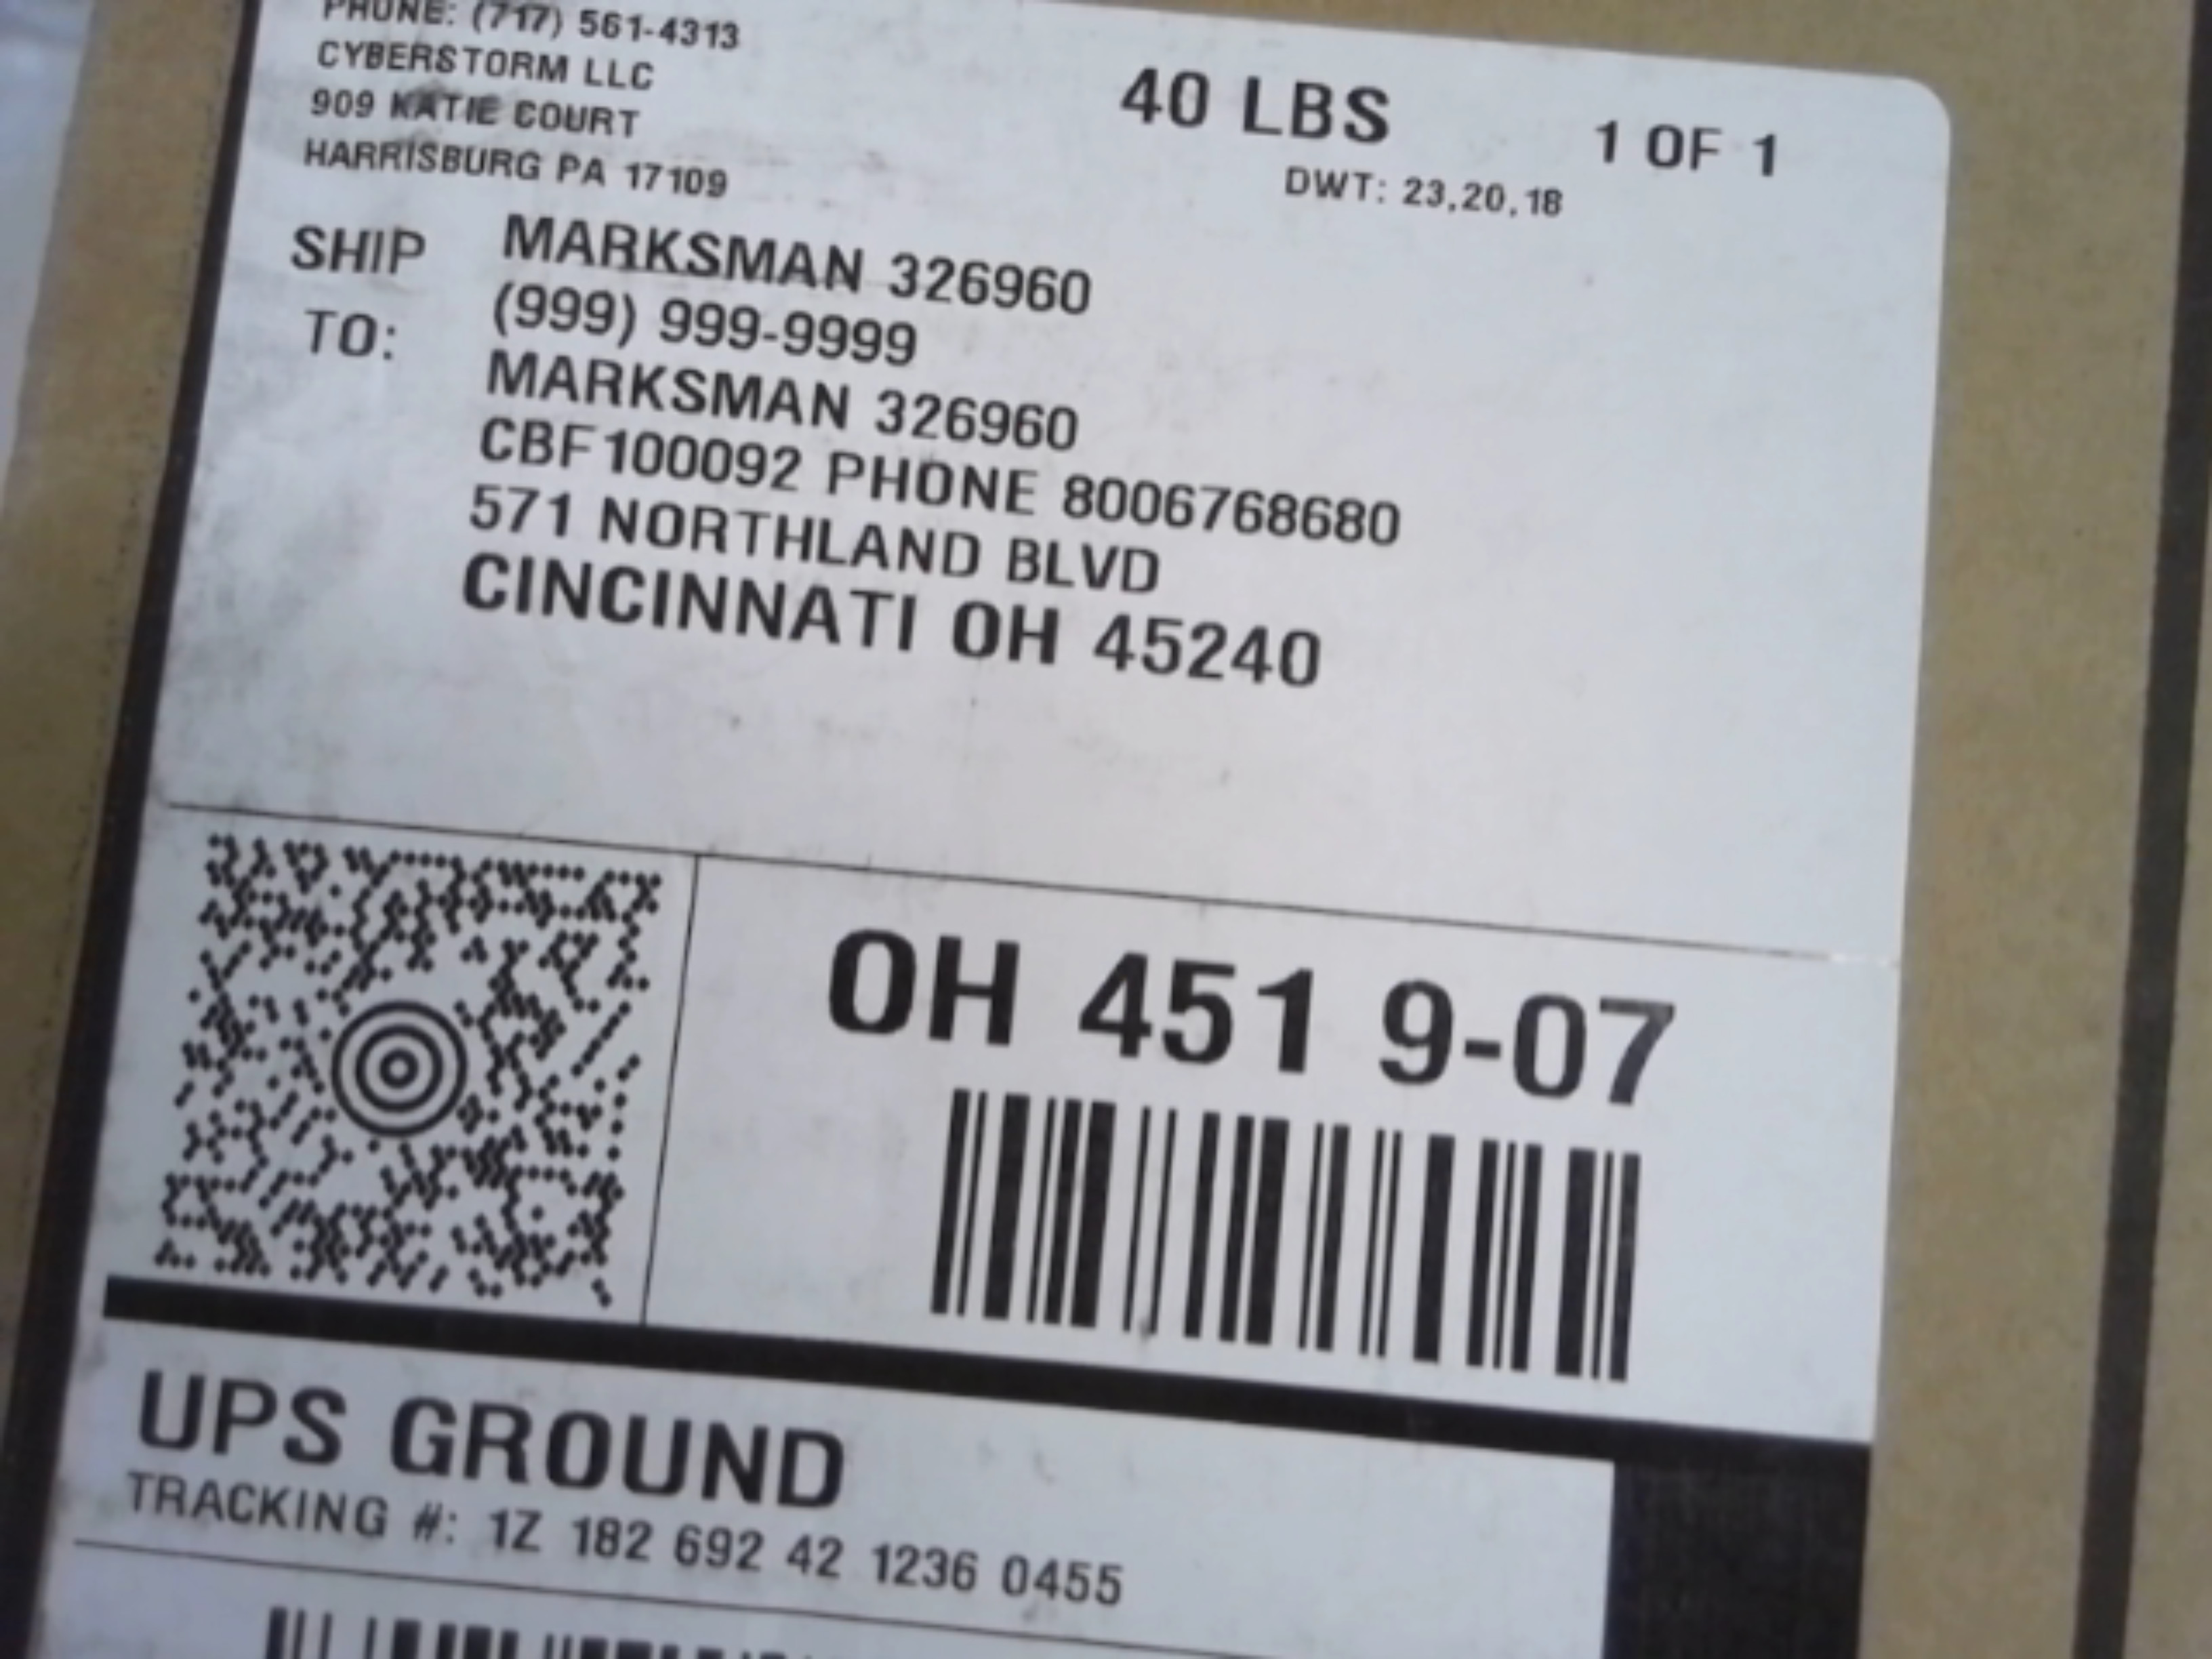 PHONE: (717) 561-4313
CYBERSTORM LLC
909 KATIE COURT
HARRISBURG PA 17109
40 LBS
1 OF 1
DWT: 23,20,18
SHIP
TO:
MARKSMAN 326960
(999) 999-9999
MARKSMAN 326960
CBF100092 PHONE 8006768680
571 NORTHLAND BLVD
CINCINNATI OH 45240
OH 451 9-07
UPS GROUND
TRACKING #: 1Z 182 692 42 1236 0455